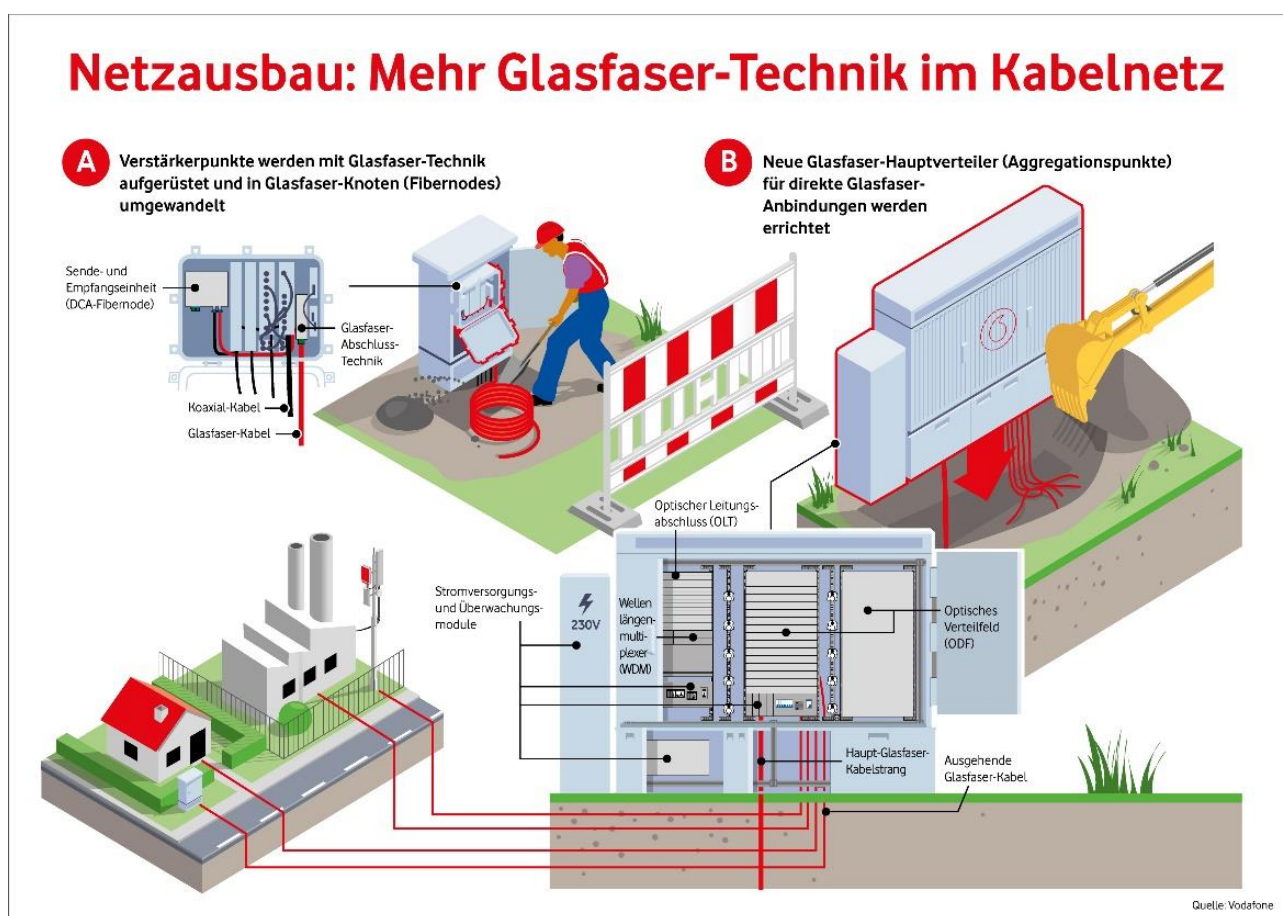 Netzausbau: Mehr Glasfaser-Technik im Kabelnetz
A
Verstärkerpunkte werden mit Glasfaser-Technik
aufgerüstet und in Glasfaser-Knoten (Fibernodes)
umgewandelt
Sende- und
Empfangseinheit
(DCA-Fibernode)
Glasfaser-
Abschluss-
Technik
Koaxial-Kabel
Glasfaser-Kabel
B
Neue Glasfaser-Hauptverteiler (Aggregationspunkte)
für direkte Glasfaser-
Anbindungen werden
errichtet
Optischer Leitungs-
abschluss (OLT)
Stromversorgungs-
und Überwachungs-
module
230V
Wellen
längen-
multi-
plexer
(WDM)
Optisches
Verteilfeld
(ODF)
Haupt-Glasfaser-
Kabelstrang
Ausgehende
Glasfaser-Kabel
Quelle: Vodafone